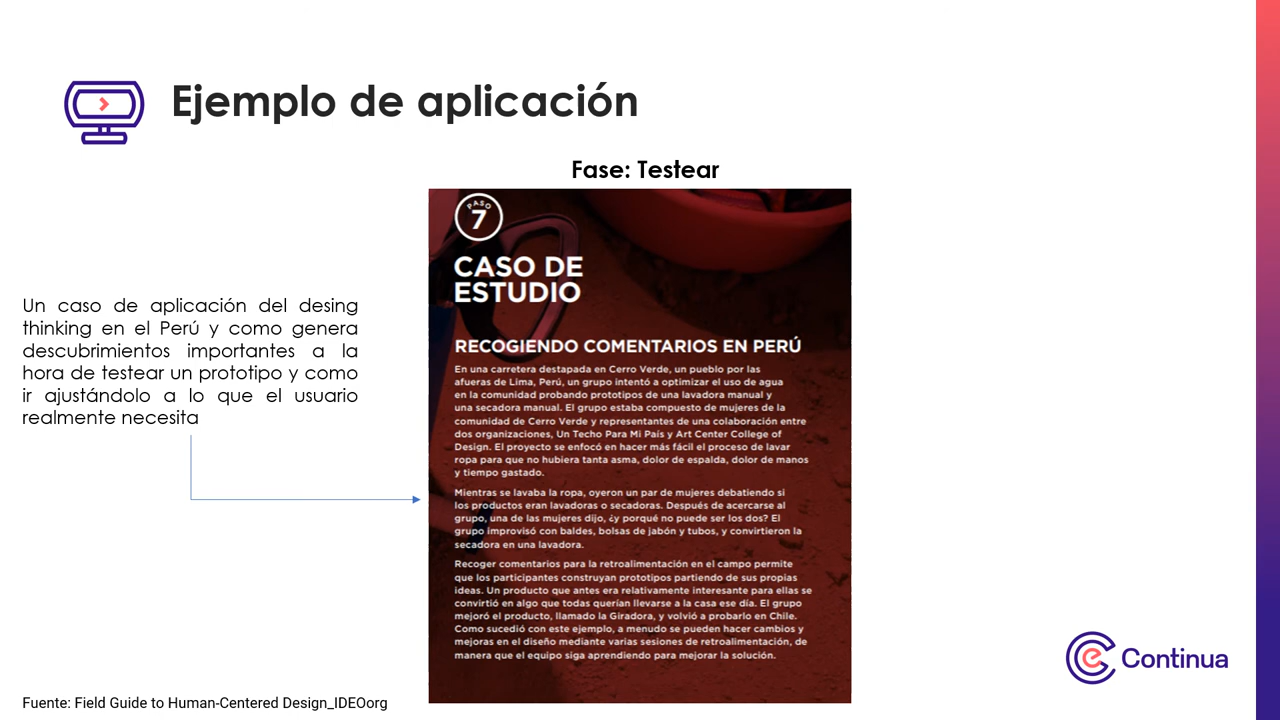 Ejemplo de aplicación
Fase: Testear
Un caso de aplicación del desing
thinking en el Perú y como genera
descubrimientos importantes a la
hora de testear un prototipo y como
ir ajustándolo a lo que el usuario
realmente necesita
PASO
7
CASO DE
ESTUDIO
RECOGIENDO COMENTARIOS EN PERÚ
En una carretera destapada en Cerro Verde, un pueblo por las
afueras de Lima, Perú, un grupo intentó a optimizar el uso de agua
en la comunidad probando prototipos de una lavadora manual y
una secadora manual. El grupo estaba compuesto de mujeres de la
comunidad de Cerro Verde y representantes de una colaboración entre
dos organizaciones, Un Techo Para Mi País y Art Center College of
Design. El proyecto se enfocó en hacer más fácil el proceso de lavar
ropa para que no hubiera tanta asma, dolor de espalda, dolor de manos
y tiempo gastado.
Mientras se lavaba la ropa, oyeron un par de mujeres debatiendo si
los productos eran lavadoras o secadoras. Después de acercarse al
grupo, una de las mujeres dijo, ¿y porqué no puede ser los dos? El
grupo improvisó con baldes, bolsas de jabón y tubos, y convirtieron la
secadora en una lavadora.
Recoger comentarios para la retroalimentación en el campo permite
que los participantes construyan prototipos partiendo de sus propias
ideas. Un producto que antes era relativamente interesante para ellas se
convirtió en algo que todas querían llevarse a la casa ese día. El grupo
mejoró el producto, llamado la Giradora, y volvió a probarlo en Chile.
Como sucedió con este ejemplo, a menudo se pueden hacer cambios y
mejoras en el diseño mediante varias sesiones de retroalimentación, de
manera que el equipo siga aprendiendo para mejorar la solución.
e Continua
Fuente: Field Guide to Human-Centered Design_IDEOorg